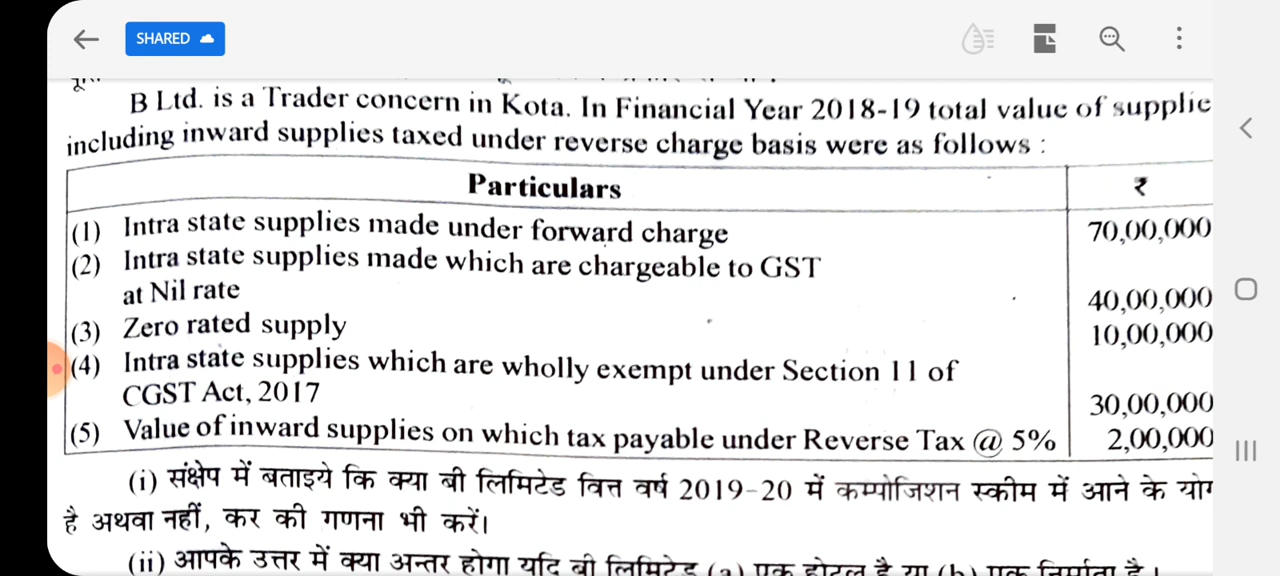 SHARED
B Ltd. is a Trader concern in Kota. In Financial Year 2018-19 total value of supplie
including inward supplies taxed under reverse charge basis were as follows :
Particulars ₹
(1) Intra state supplies made under forward charge 70,00,000
(2) Intra state supplies made which are chargeable to GST
at Nil rate 40,00,000
(3) Zero rated supply 10,00,000
(4) Intra state supplies which are wholly exempt under Section 11 of
CGST Act, 2017 30,00,000
(5) Value of inward supplies on which tax payable under Reverse Tax @ 5% 2,00,000
(i) संक्षेप में बताइये कि क्या बी लिमिटेड वित्त वर्ष 2019-20 में कम्पोजिशन स्कीम में आने के
है अथवा नहीं, कर की गणना भी करें।
(ii) आपके उत्तर में क्या अन्तर होगा यदि बी लिमिटेड (a) एक होटल है या (b) एक निर्माता है।